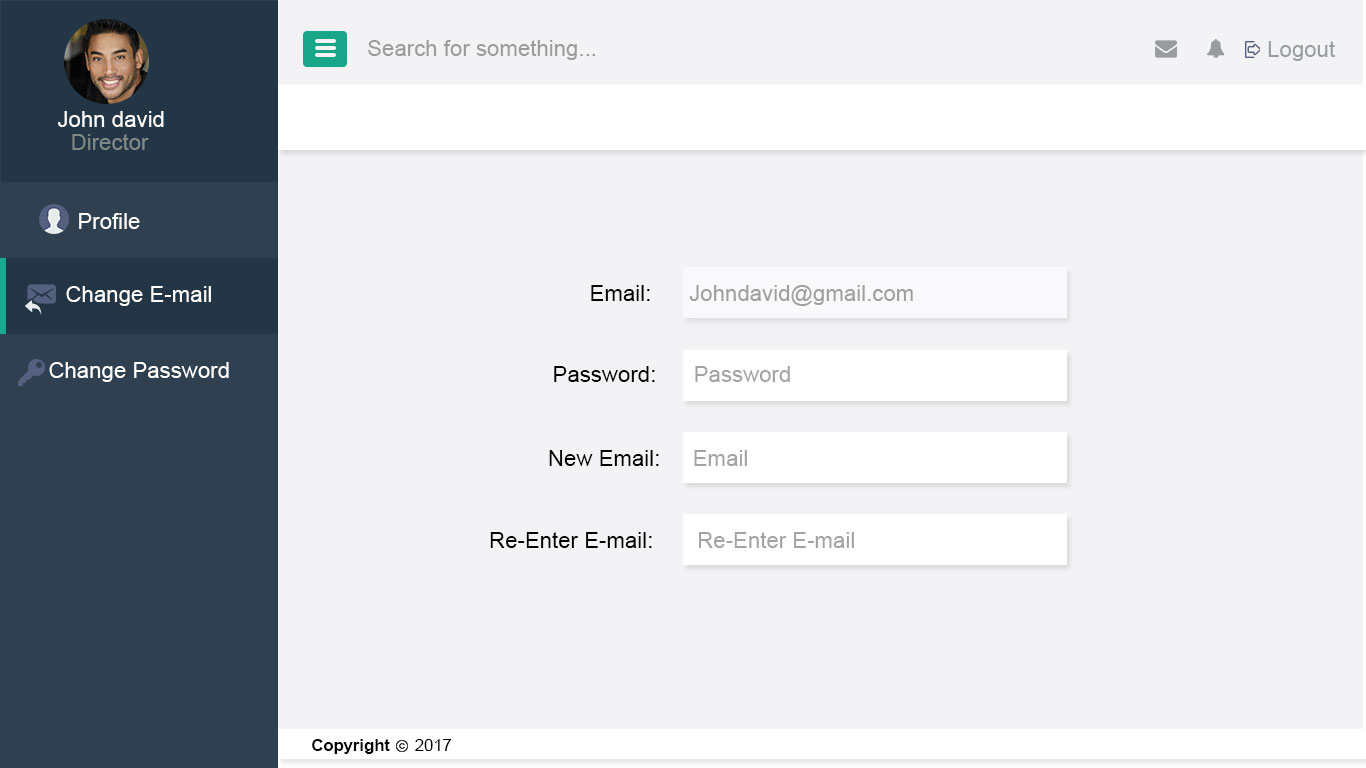 John david
Director
Profile
Change E-mail
Change Password
Search for something...
Logout
Email: Johndavid@gmail.com
Password: Password
New Email: Email
Re-Enter E-mail: Re-Enter E-mail
Copyright © 2017